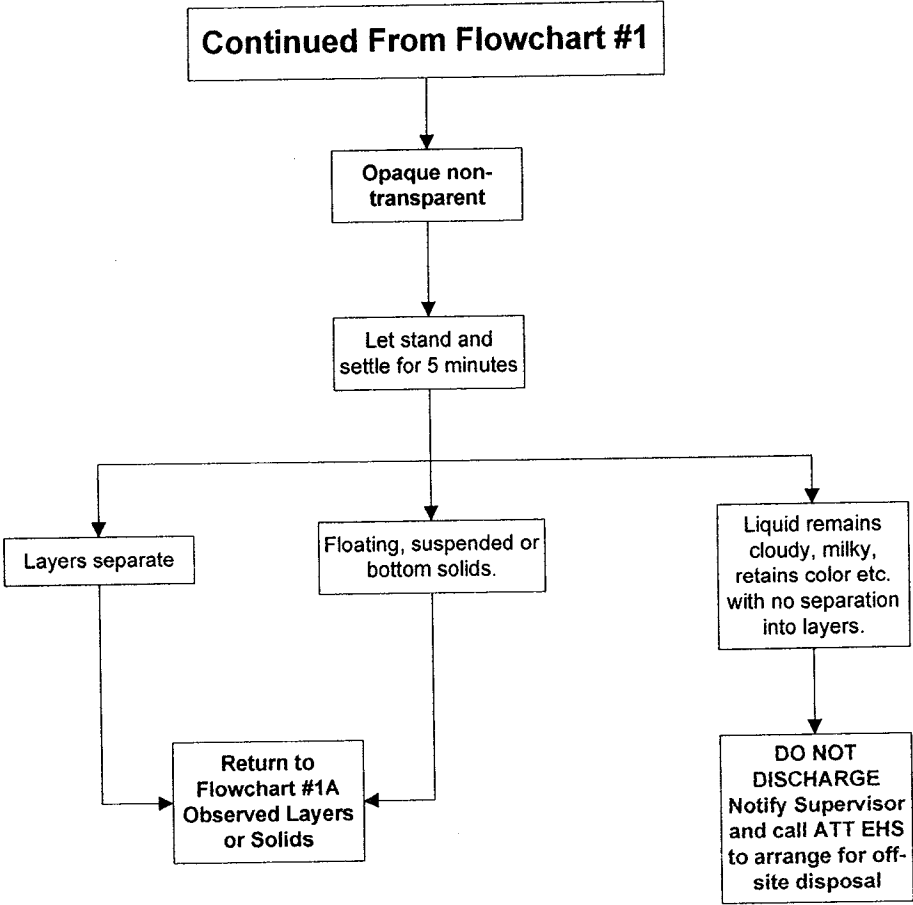 Continued From Flowchart #1
Opaque non-
transparent
Let stand and
settle for 5 minutes
Layers separate
Floating, suspended or
bottom solids.
Liquid remains
cloudy, milky,
retains color etc.
with no separation
into layers.
Return to
Flowchart #1A
Observed Layers
or Solids
DO NOT
DISCHARGE
Notify Supervisor
and call ATT EHS
to arrange for off-
site disposal